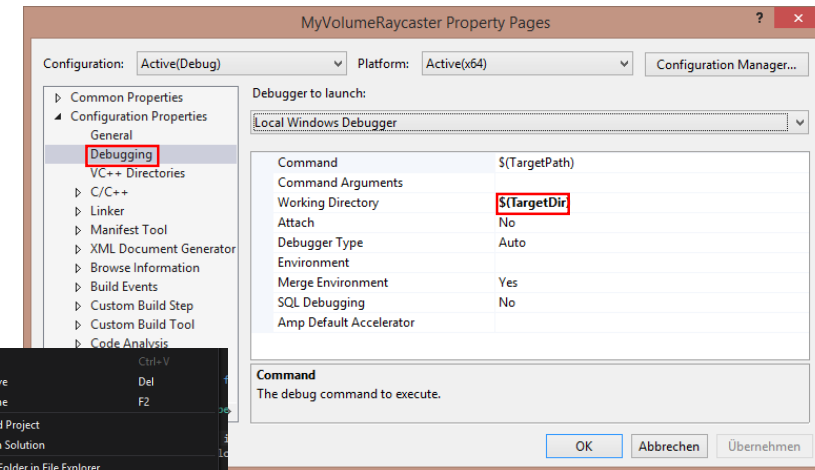 MyVolumeRaycaster Property Pages ? ×
Configuration: Active(Debug) Platform: Active(x64) Configuration Manager...
Common Properties
Configuration Properties
General
Debugging
VC++ Directories
C/C++
Linker
Manifest Tool
XML Document Generator
Browse Information
Build Events
Custom Build Step
Custom Build Tool
Code Analysis
Debugger to launch:
Local Windows Debugger
Command $(TargetPath)
Command Arguments
Working Directory $(TargetDir)
Attach No
Debugger Type Auto
Environment
Merge Environment Yes
SQL Debugging No
Amp Default Accelerator
Command
The debug command to execute.
OK Abbrechen Übernehmen
Ctrl+V
Del
F2
Project
Solution
Folder in File Explorer